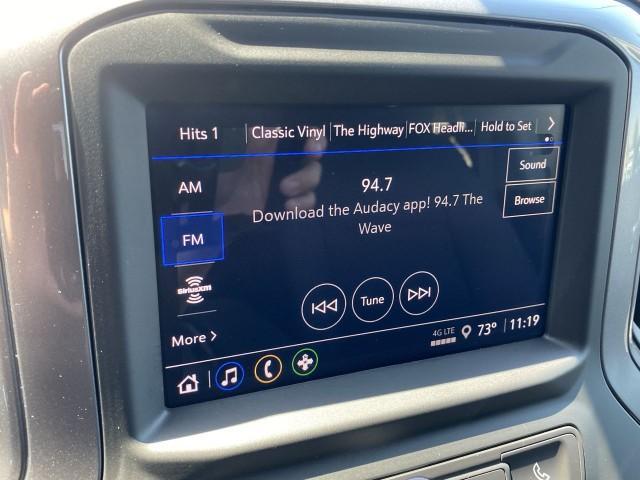 Hits 1 Classic Vinyl The Highway FOX Headli... Hold to Set
Sound
AM
94.7
Browse
Download the Audacy app! 94.7 The
Wave
FM
SiriusXM
Tune
More
4G LTE 73° 11:19